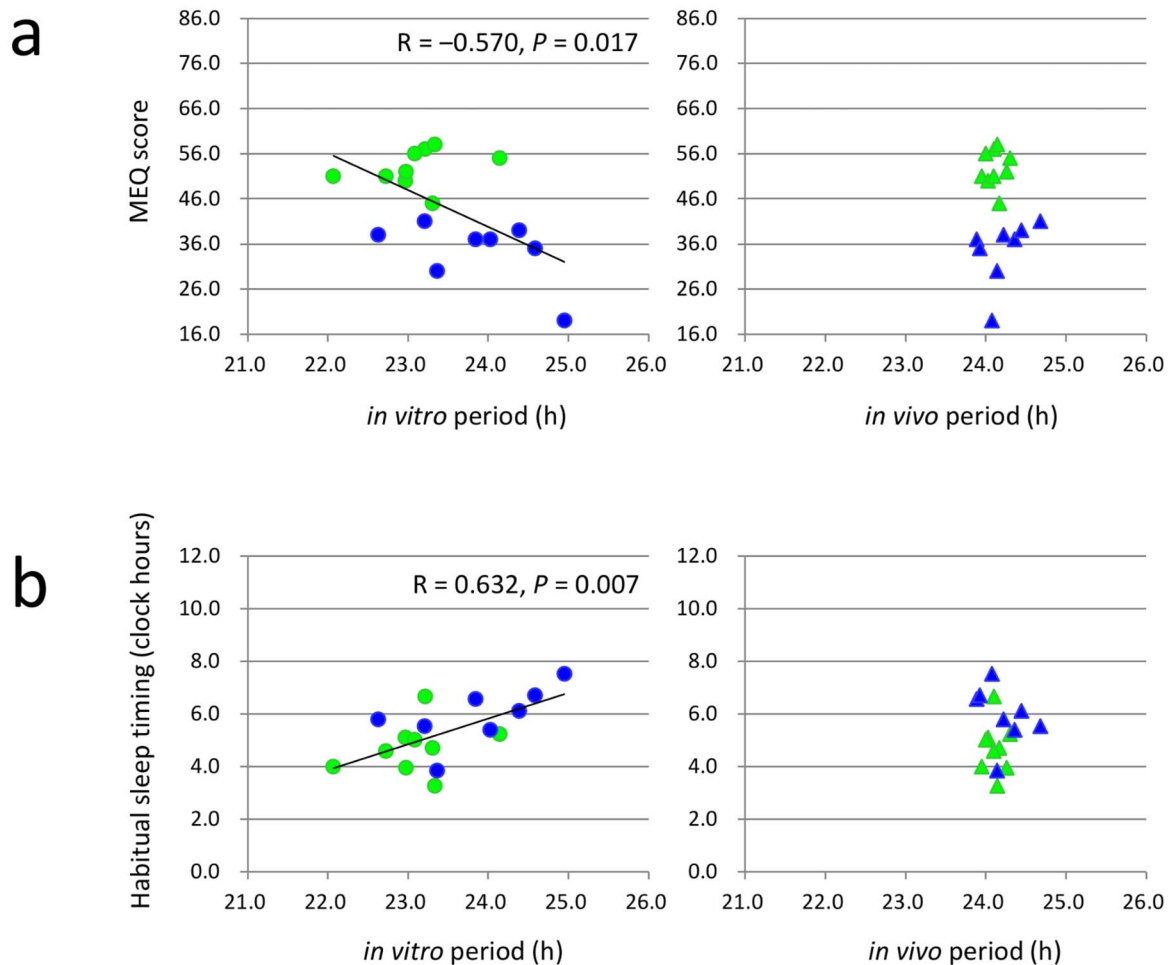 a
MEQ score
86.0
76.0
66.0
56.0
46.0
36.0
26.0
16.0
R = –0.570, P = 0.017
21.0 22.0 23.0 24.0 25.0 26.0
in vitro period (h)
86.0
76.0
66.0
56.0
46.0
36.0
26.0
16.0
21.0 22.0 23.0 24.0 25.0 26.0
in vivo period (h)
b
Habitual sleep timing (clock hours)
12.0
10.0
8.0
6.0
4.0
2.0
0.0
R = 0.632, P = 0.007
21.0 22.0 23.0 24.0 25.0 26.0
in vitro period (h)
12.0
10.0
8.0
6.0
4.0
2.0
0.0
21.0 22.0 23.0 24.0 25.0 26.0
in vivo period (h)